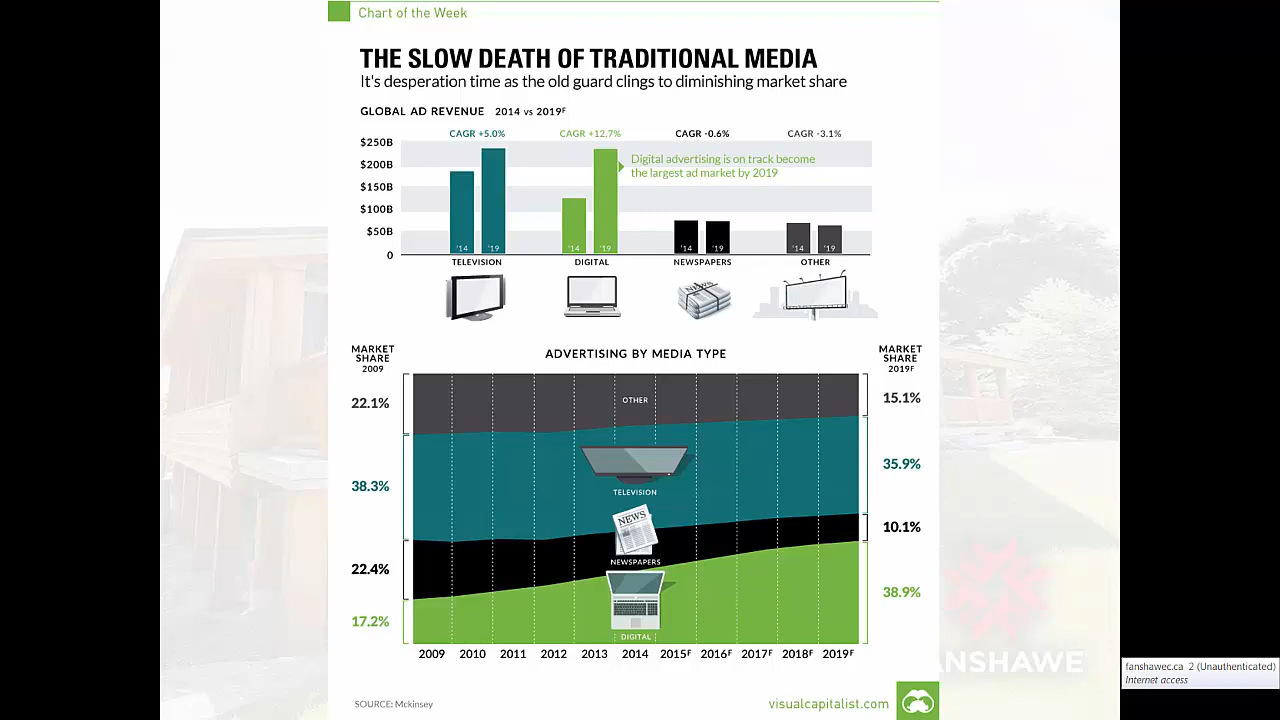 Chart of the Week
THE SLOW DEATH OF TRADITIONAL MEDIA
It's desperation time as the old guard clings to diminishing market share
GLOBAL AD REVENUE 2014 vs 2019F
CAGR +5.0% CAGR +12.7% CAGR -0.6% CAGR -3.1%
$250B
$200B
$150B
$100B
$50B
0
Digital advertising is on track become
the largest ad market by 2019
'14 '19 '14 '19 '14 '19 '14 '19
TELEVISION DIGITAL NEWSPAPERS OTHER
NEWS
ADVERTISING BY MEDIA TYPE
MARKET
SHARE
2009
22.1%
38.3%
22.4%
17.2%
OTHER
TELEVISION
NEWS
NEWSPAPERS
DIGITAL
MARKET
SHARE
2019F
15.1%
35.9%
10.1%
38.9%
2009 2010 2011 2012 2013 2014 2015F 2016F 2017F 2018F 2019F
SOURCE: Mckinsey
visualcapitalist.com
ANSHAWE
fanshawec.ca 2 (Unauthenticated)
Internet access